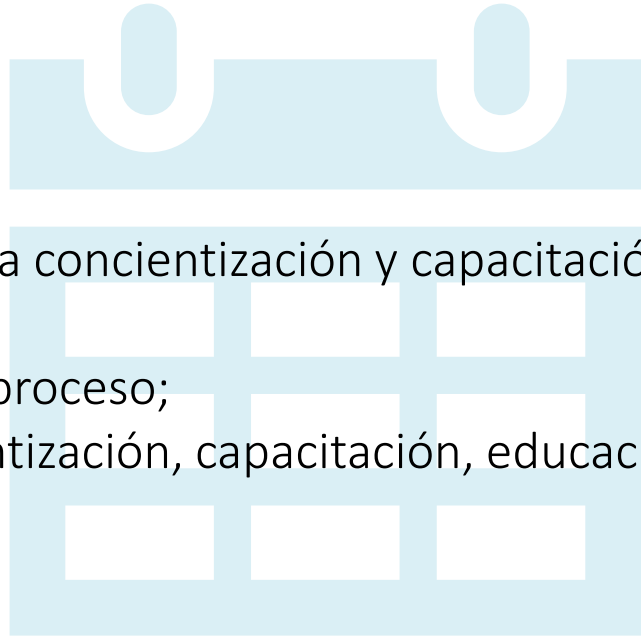 a concientización y capacitació
proceso;
ntización, capacitación, educac